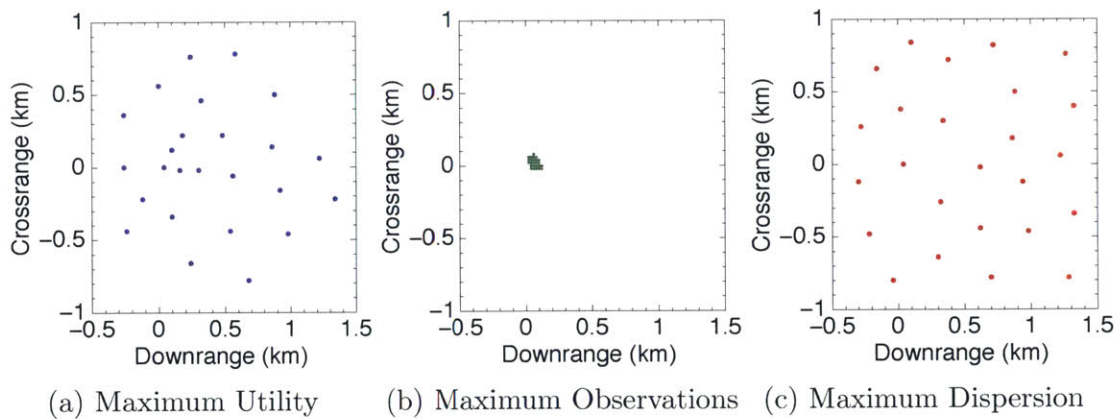 1
0.5
0
−0.5
−1
Crossrange (km)
−0.5 0 0.5 1 1.5
Downrange (km)
(a) Maximum Utility
1
0.5
0
−0.5
−1
Crossrange (km)
−0.5 0 0.5 1 1.5
Downrange (km)
(b) Maximum Observations
1
0.5
0
−0.5
−1
Crossrange (km)
−0.5 0 0.5 1 1.5
Downrange (km)
(c) Maximum Dispersion